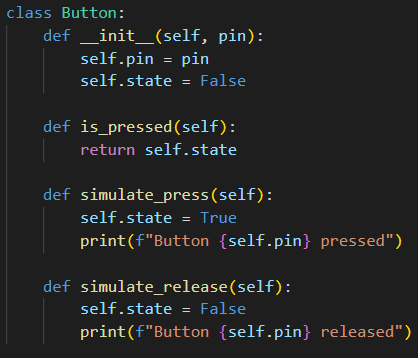 class Button:
    def __init__(self, pin):
        self.pin = pin
        self.state = False

    def is_pressed(self):
        return self.state

    def simulate_press(self):
        self.state = True
        print(f"Button {self.pin} pressed")

    def simulate_release(self):
        self.state = False
        print(f"Button {self.pin} released")